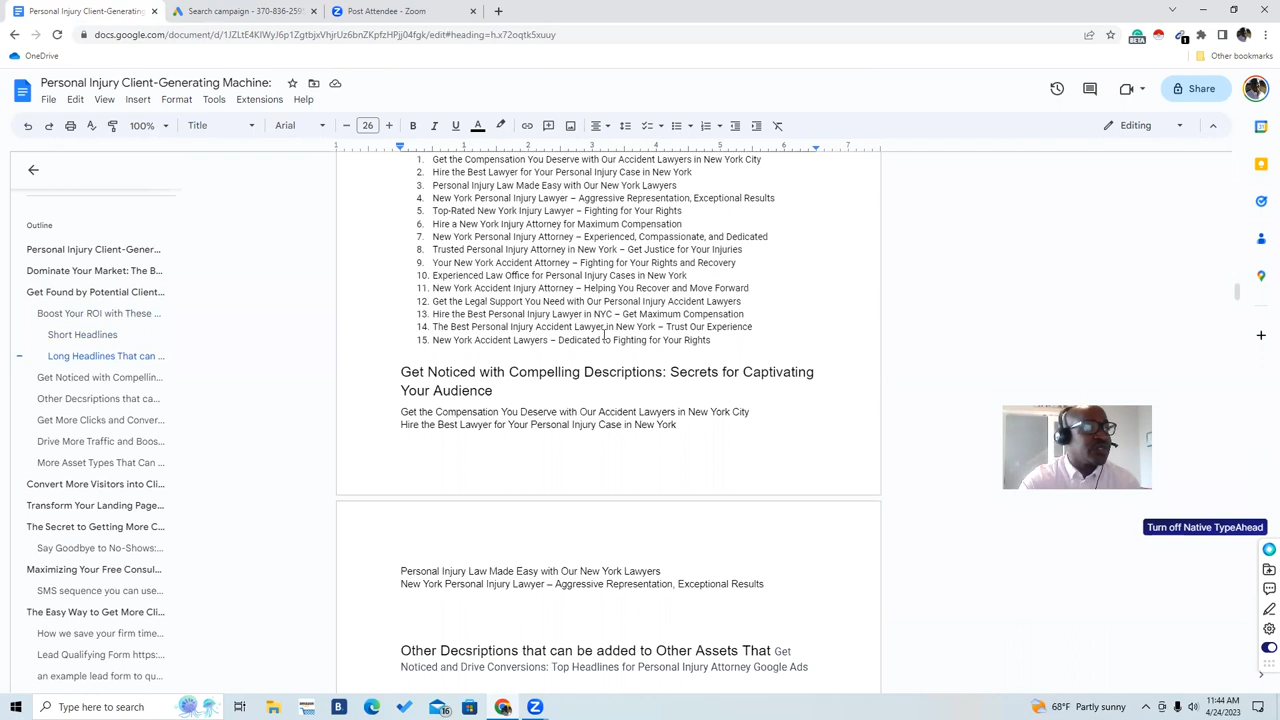 Personal Injury Client-Generating
Search campaign - 370-836-259
Post Attendee - Zoom
docs.google.com/document/d/1JZLtE4KlWyJ6p1ZgtbjxVhjrUz6bnZKpfzHPjj04fgk/edit#heading=h.x72oqtk5xuuy
OneDrive
Other bookmarks
Personal Injury Client-Generating Machine:
File Edit View Insert Format Tools Extensions Help
Share
100% Title Arial 26 Editing
1 1 2 3 4 5 6 7
Outline
Personal Injury Client-Gener...
Dominate Your Market: The B...
Get Found by Potential Client...
Boost Your ROI with These ...
Short Headlines
Long Headlines That can ...
Get Noticed with Compellin...
Other Decsriptions that ca...
Get More Clicks and Conver...
Drive More Traffic and Boos...
More Asset Types That Can ...
Convert More Visitors into Cli...
Transform Your Landing Page...
The Secret to Getting More C...
Say Goodbye to No-Shows:...
Maximizing Your Free Consul...
SMS sequence you can use...
The Easy Way to Get More Cli...
How we save your firm time...
Lead Qualifying Form https:...
an example lead form to qu...
1. Get the Compensation You Deserve with Our Accident Lawyers in New York City
2. Hire the Best Lawyer for Your Personal Injury Case in New York
3. Personal Injury Law Made Easy with Our New York Lawyers
4. New York Personal Injury Lawyer – Aggressive Representation, Exceptional Results
5. Top-Rated New York Injury Lawyer – Fighting for Your Rights
6. Hire a New York Injury Attorney for Maximum Compensation
7. New York Personal Injury Attorney – Experienced, Compassionate, and Dedicated
8. Trusted Personal Injury Attorney in New York – Get Justice for Your Injuries
9. Your New York Accident Attorney – Fighting for Your Rights and Recovery
10. Experienced Law Office for Personal Injury Cases in New York
11. New York Accident Injury Attorney – Helping You Recover and Move Forward
12. Get the Legal Support You Need with Our Personal Injury Accident Lawyers
13. Hire the Best Personal Injury Lawyer in NYC – Get Maximum Compensation
14. The Best Personal Injury Accident Lawyer in New York – Trust Our Experience
15. New York Accident Lawyers – Dedicated to Fighting for Your Rights
Get Noticed with Compelling Descriptions: Secrets for Captivating
Your Audience
Get the Compensation You Deserve with Our Accident Lawyers in New York City
Hire the Best Lawyer for Your Personal Injury Case in New York
Personal Injury Law Made Easy with Our New York Lawyers
New York Personal Injury Lawyer – Aggressive Representation, Exceptional Results
Other Decsriptions that can be added to Other Assets That Get
Noticed and Drive Conversions: Top Headlines for Personal Injury Attorney Google Ads
Turn off Native TypeAhead
Type here to search
68°F Partly sunny
11:44 AM
4/24/2023